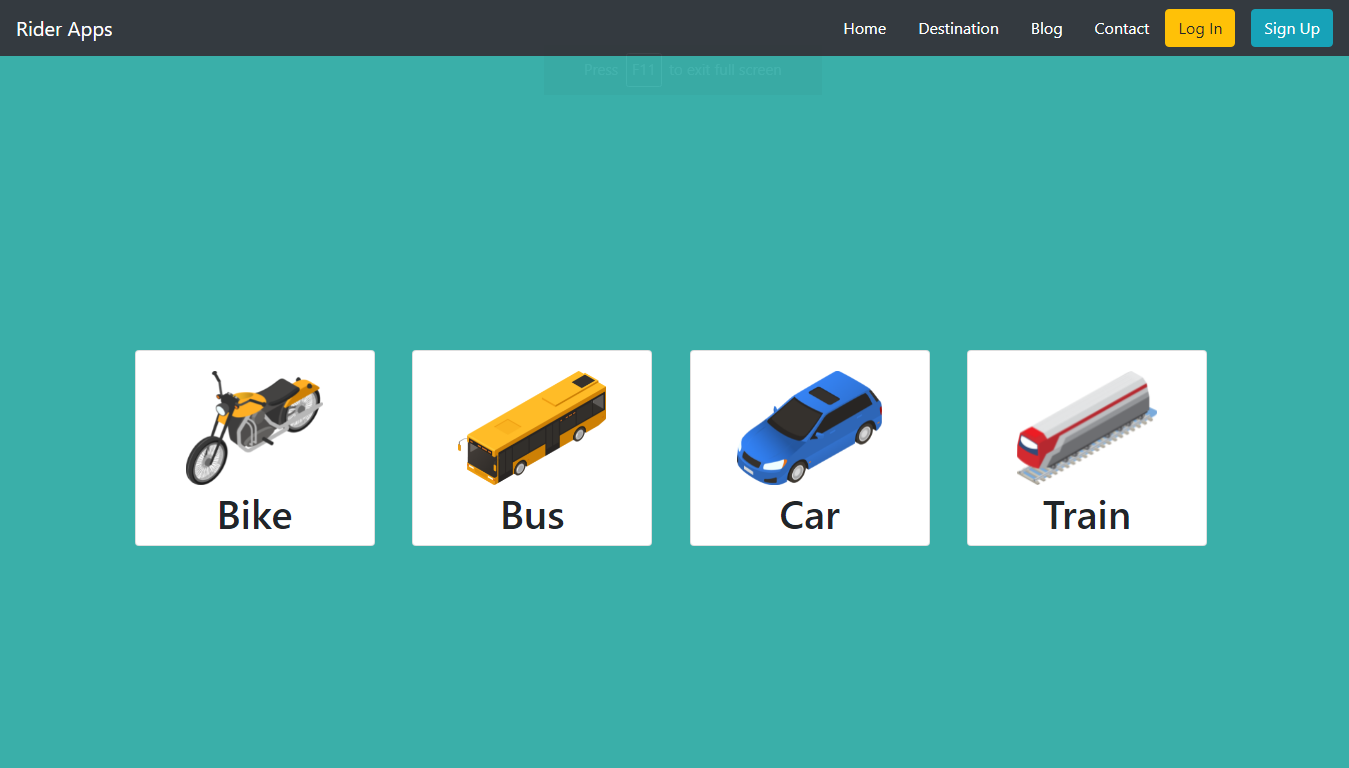 Rider Apps
Home Destination Blog Contact Log In Sign Up
Press F11 to exit full screen
Bike Bus Car Train